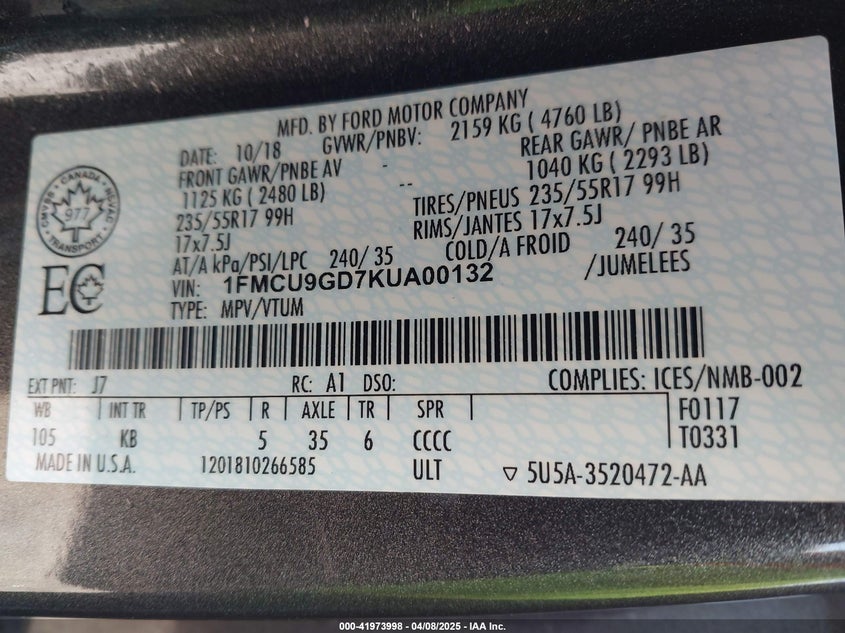 MFD. BY FORD MOTOR COMPANY
DATE: 10/18 GVWR/PNBV: 2159 KG ( 4760 LB)
FRONT GAWR/PNBE AV - REAR GAWR/ PNBE AR
1125 KG ( 2480 LB) -- 1040 KG ( 2293 LB)
235/55R17 99H TIRES/PNEUS 235/55R17 99H
17x7.5J RIMS/JANTES 17x7.5J
AT/A kPa/PSI/LPC 240/ 35 COLD/A FROID 240/ 35
VIN: 1FMCU9GD7KUA00132 /JUMELEES
TYPE: MPV/VTUM
CANADA
CMVSS NSVAC
977
TRANSPORT
EC
EXT PNT: J7 RC: A1 DSO: COMPLIES: ICES/NMB-002
WB INT TR TP/PS R AXLE TR SPR F0117
105 KB 5 35 6 CCCC T0331
MADE IN U.S.A. 1201810266585 ULT ▽ 5U5A-3520472-AA
000-41973998 - 04/08/2025 - IAA Inc.